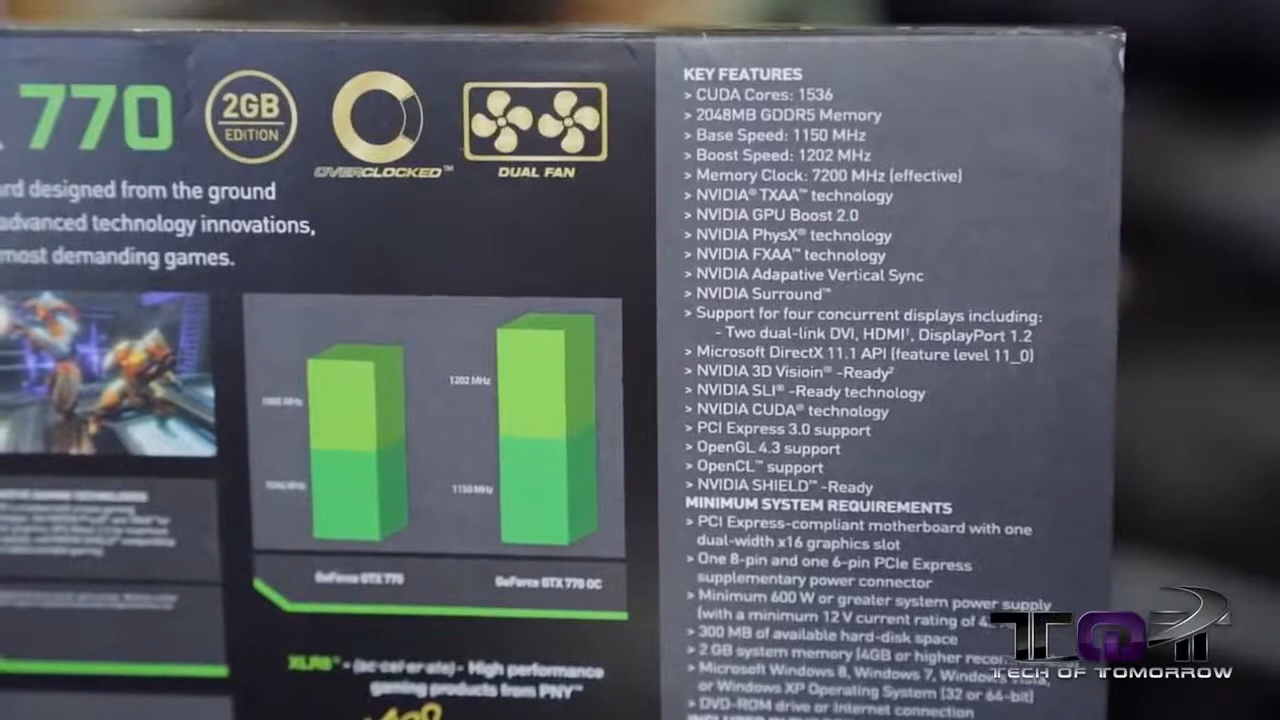 770
2GB
EDITION
OVERCLOCKED™
DUAL FAN
rd designed from the ground
advanced technology innovations,
most demanding games.
1202 MHz
1150 MHz
GeForce GTX 770
GeForce GTX 770 OC
XLR8™ - (ac·cel·er·ate) - High performance
gaming products from PNY™
KEY FEATURES
> CUDA Cores: 1536
> 2048MB GDDR5 Memory
> Base Speed: 1150 MHz
> Boost Speed: 1202 MHz
> Memory Clock: 7200 MHz (effective)
> NVIDIA® TXAA™ technology
> NVIDIA GPU Boost 2.0
> NVIDIA PhysX® technology
> NVIDIA FXAA™ technology
> NVIDIA Adapative Vertical Sync
> NVIDIA Surround™
> Support for four concurrent displays including:
- Two dual-link DVI, HDMI¹, DisplayPort 1.2
> Microsoft DirectX 11.1 API (feature level 11_0)
> NVIDIA 3D Visioin® -Ready²
> NVIDIA SLI® -Ready technology
> NVIDIA CUDA® technology
> PCI Express 3.0 support
> OpenGL 4.3 support
> OpenCL™ support
> NVIDIA SHIELD™ -Ready
MINIMUM SYSTEM REQUIREMENTS
> PCI Express-compliant motherboard with one
dual-width x16 graphics slot
> One 8-pin and one 6-pin PCIe Express
supplementary power connector
> Minimum 600 W or greater system power supply
(with a minimum 12 V current rating of
> 300 MB of available hard-disk space
> 2 GB system memory (4GB or higher
> Microsoft Windows 8, Windows 7, Windows Vista,
or Windows XP Operating System (32 or 64-bit)
> DVD-ROM drive or Internet connection
TOT
TECH OF TOMORROW